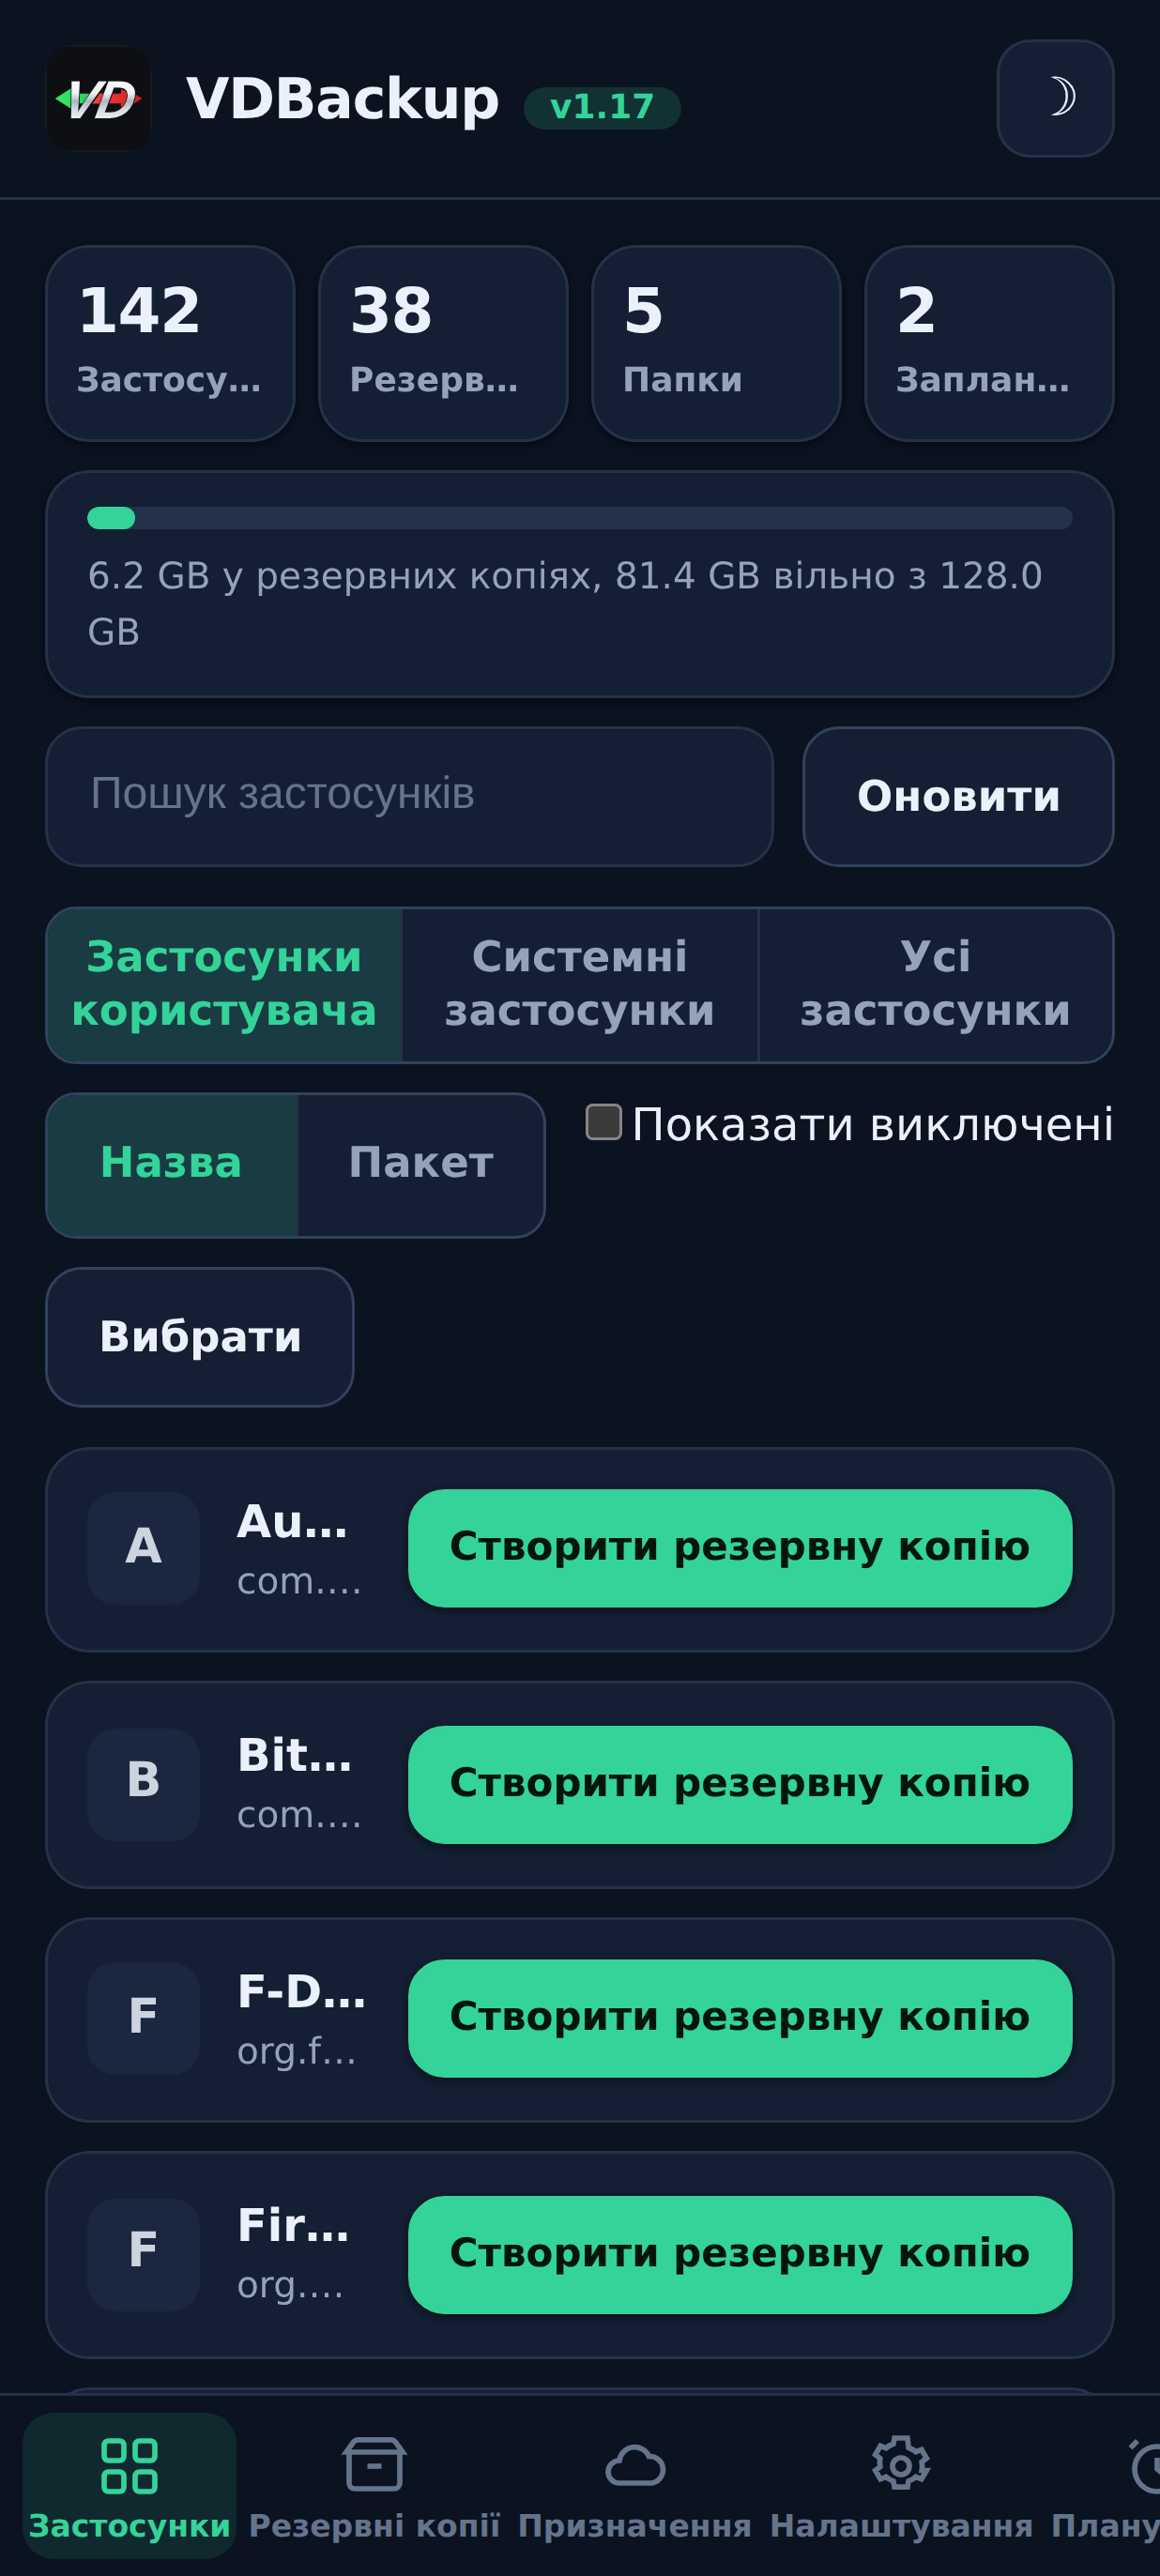 VD
VDBackup v1.17
142
Застосу...
38
Резерв...
5
Папки
2
Заплан...
6.2 GB у резервних копіях, 81.4 GB вільно з 128.0
GB
Пошук застосунків
Оновити
Застосунки
користувача
Системні
застосунки
Усі
застосунки
Назва
Пакет
Показати виключені
Вибрати
A
Au...
com....
Створити резервну копію
B
Bit...
com....
Створити резервну копію
F
F-D...
org.f...
Створити резервну копію
F
Fir...
org....
Створити резервну копію
Застосунки
Резервні копії
Призначення
Налаштування
Плану